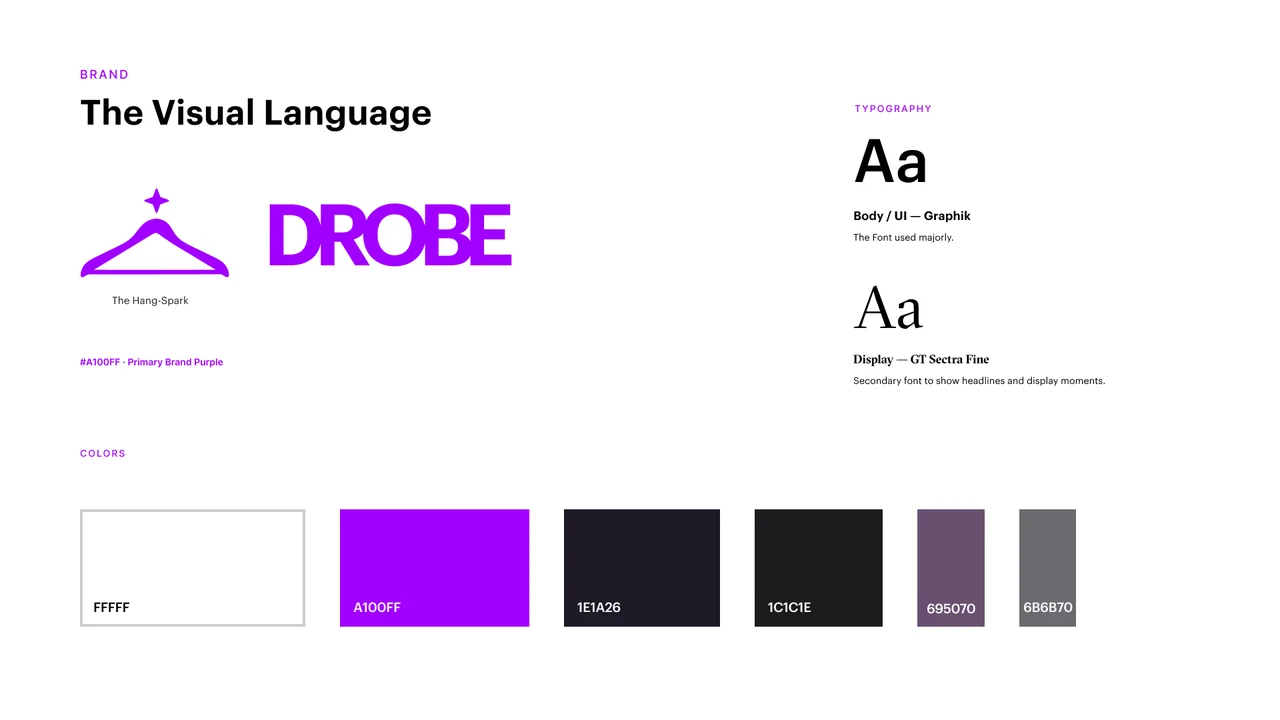 BRAND
The Visual Language
DROBE
The Hang-Spark
#A100FF - Primary Brand Purple
TYPOGRAPHY
Aa
Body / UI — Graphik
The Font used majorly.
Aa
Display — GT Sectra Fine
Secondary font to show headlines and display moments.
COLORS
FFFFF
A100FF
1E1A26
1C1C1E
695070
6B6B70